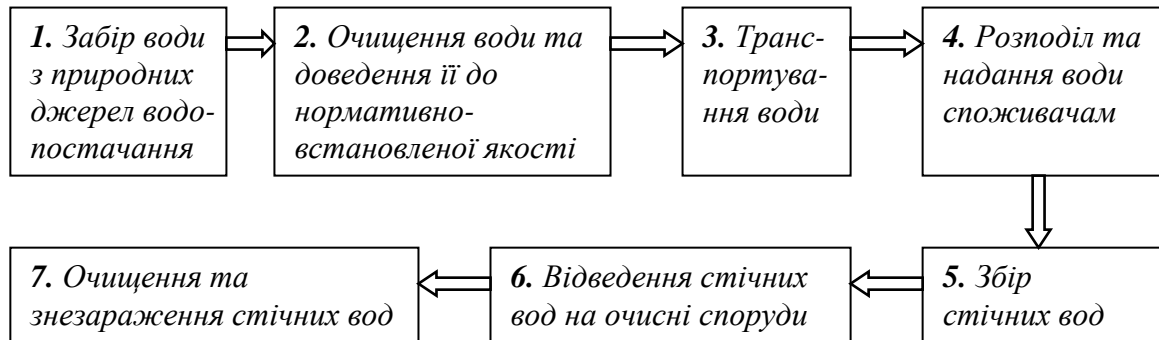 1. Забір води
з природних
джерел водо-
постачання
2. Очищення води та
доведення її до
нормативно-
встановленої якості
3. Транс-
портува-
ння води
4. Розподіл та
надання води
споживачам
5. Збір
стічних вод
6. Відведення стічних
вод на очисні споруди
7. Очищення та
знезараження стічних вод